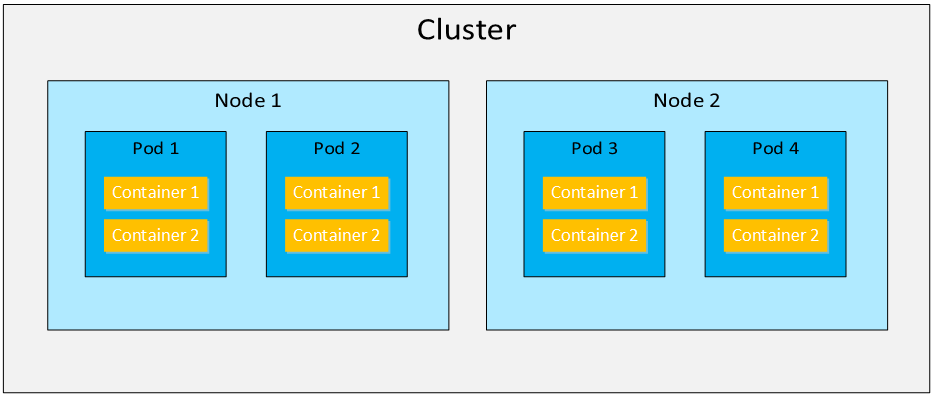 Cluster
Node 1
Pod 1
Container 1
Container 2
Pod 2
Container 1
Container 2
Node 2
Pod 3
Container 1
Container 2
Pod 4
Container 1
Container 2